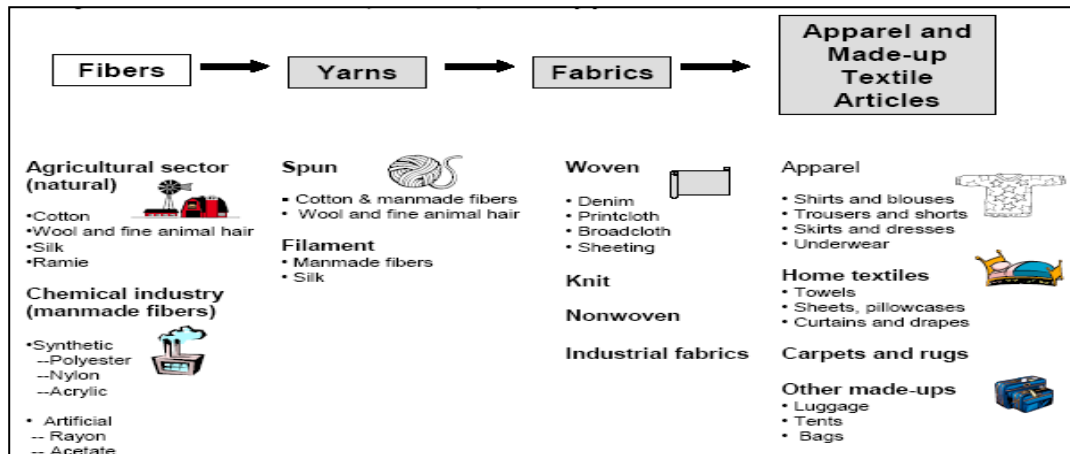 Fibers
Yarns
Fabrics
Apparel and
Made-up
Textile
Articles
Agricultural sector
(natural)
•Cotton
•Wool and fine animal hair
•Silk
•Ramie
Chemical industry
(manmade fibers)
•Synthetic
--Polyester
--Nylon
--Acrylic
• Artificial
-- Rayon
-- Acetate
Spun
• Cotton & manmade fibers
• Wool and fine animal hair
Filament
• Manmade fibers
• Silk
Woven
• Denim
• Printcloth
• Broadcloth
• Sheeting
Knit
Nonwoven
Industrial fabrics
Apparel
• Shirts and blouses
• Trousers and shorts
• Skirts and dresses
• Underwear
Home textiles
• Towels
• Sheets, pillowcases
• Curtains and drapes
Carpets and rugs
Other made-ups
• Luggage
• Tents
• Bags